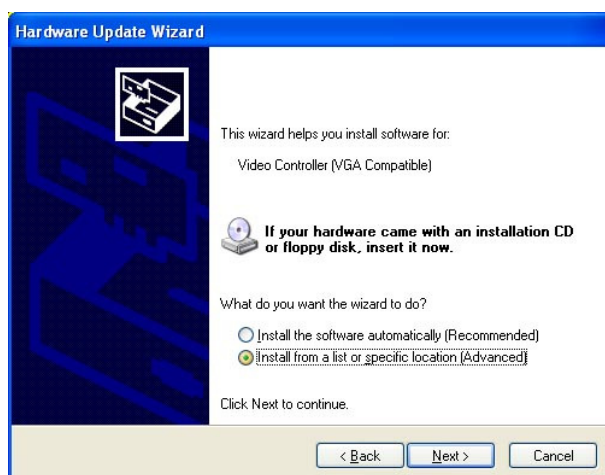 Hardware Update Wizard
This wizard helps you install software for:
Video Controller (VGA Compatible)
If your hardware came with an installation CD
or floppy disk, insert it now.
What do you want the wizard to do?
Install the software automatically (Recommended)
Install from a list or specific location (Advanced)
Click Next to continue.
< Back
Next >
Cancel